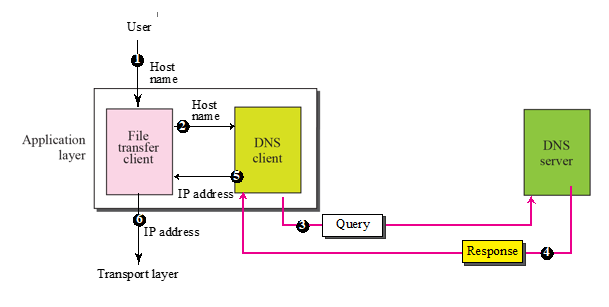 User
1
Host
name
Application
layer
File
transfer
client
2
Host
name
DNS
client
5
IP address
6
IP address
Transport layer
3
Query
Response
4
DNS
server